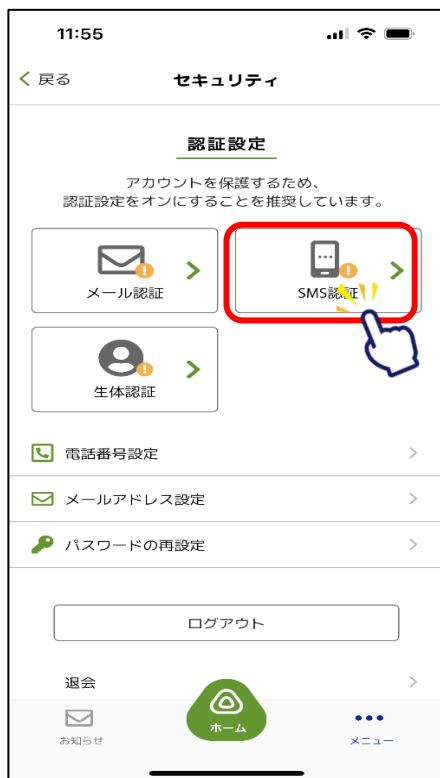 11:55
戻る
セキュリティ
認証設定
アカウントを保護するため、
認証設定をオンにすることを推奨しています。
メール認証
SMS認証
生体認証
電話番号設定
メールアドレス設定
パスワードの再設定
ログアウト
退会
お知らせ
ホーム
メニュー